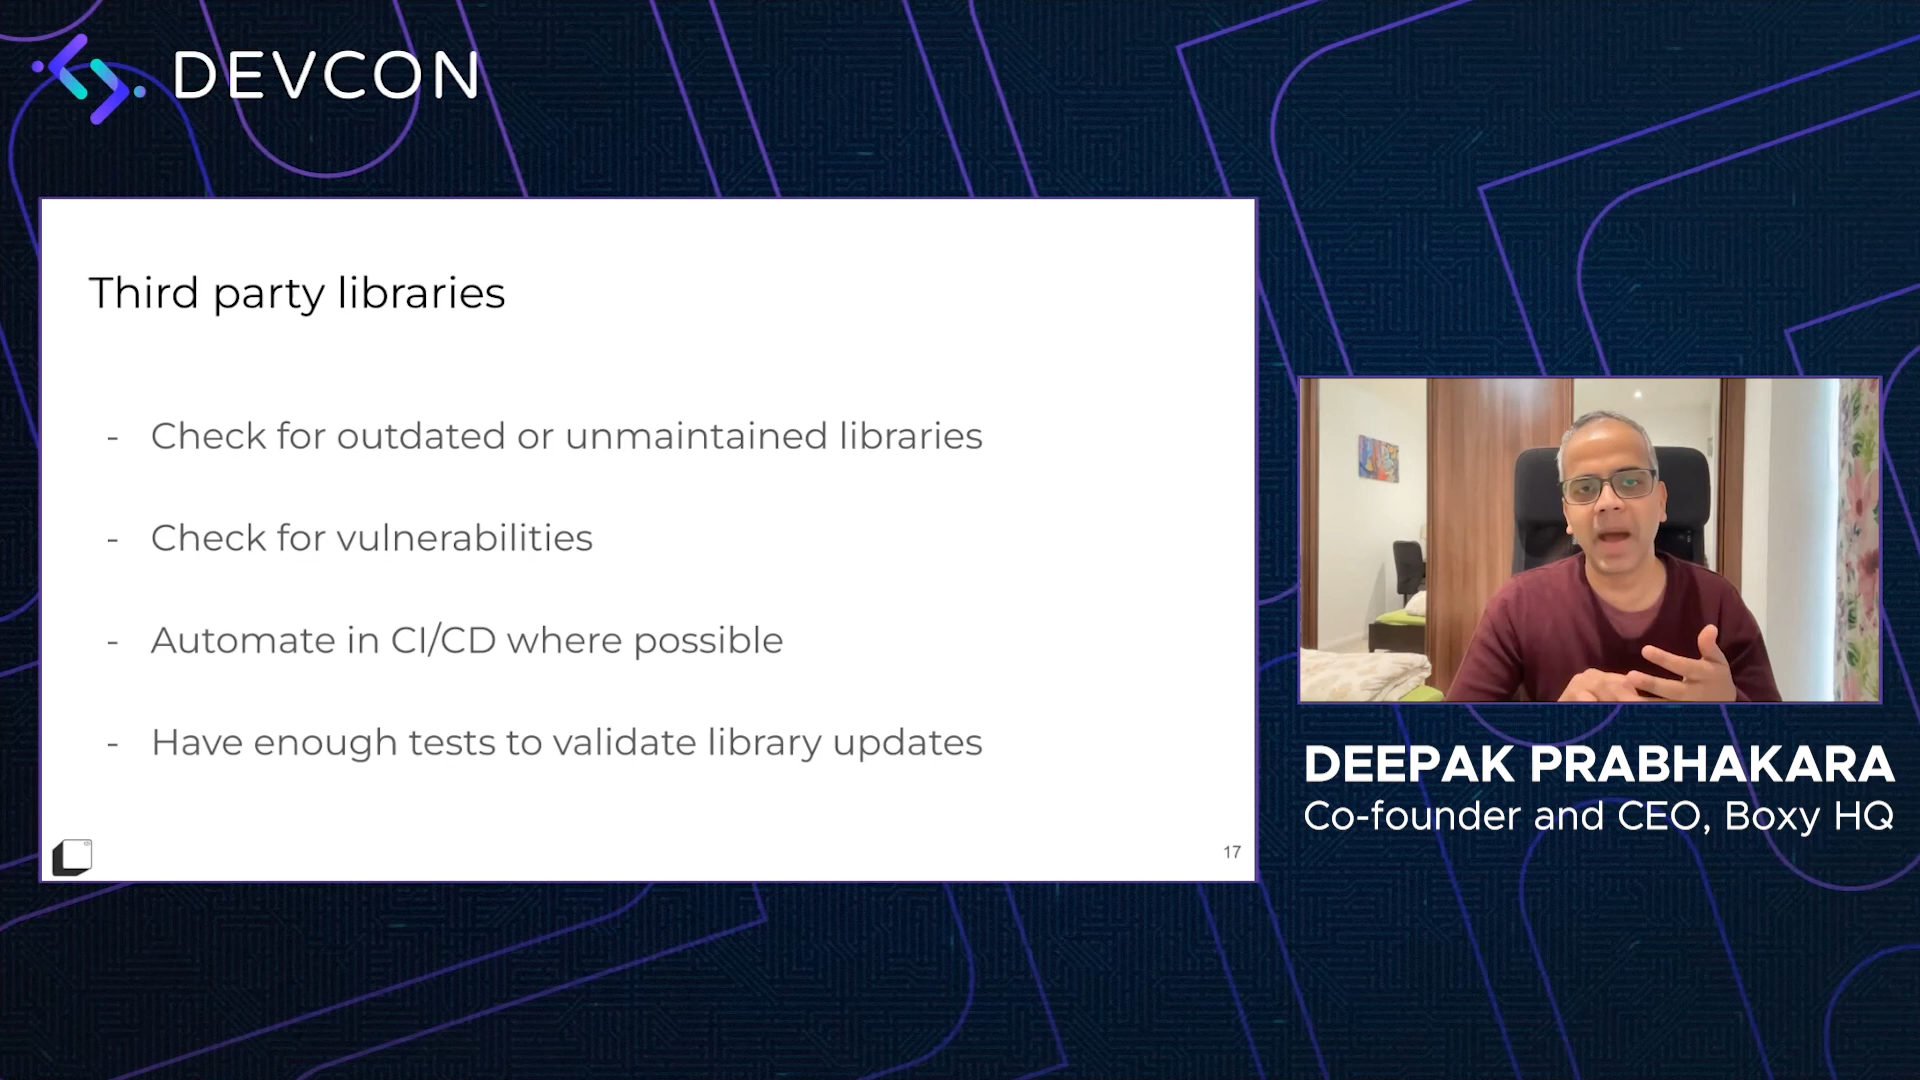 DEVCON
Third party libraries
- Check for outdated or unmaintained libraries
- Check for vulnerabilities
- Automate in CI/CD where possible
- Have enough tests to validate library updates
17
DEEPAK PRABHAKARA
Co-founder and CEO, Boxy HQ